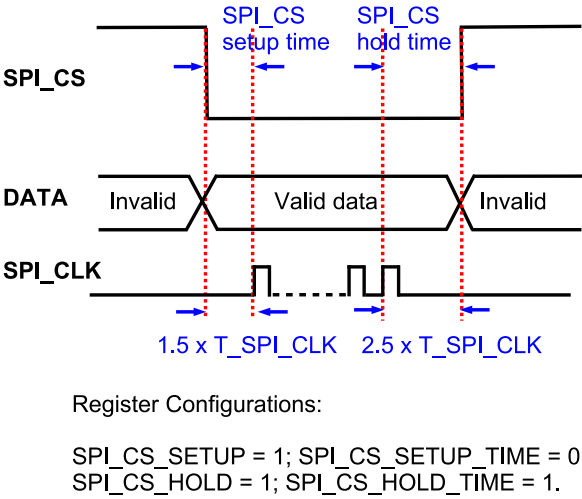 SPI_CS SPI_CS
setup time hold time
SPI_CS
DATA Invalid Valid data Invalid
SPI_CLK
1.5 x T_SPI_CLK 2.5 x T_SPI_CLK
Register Configurations:
SPI_CS_SETUP = 1; SPI_CS_SETUP_TIME = 0
SPI_CS_HOLD = 1; SPI_CS_HOLD_TIME = 1.